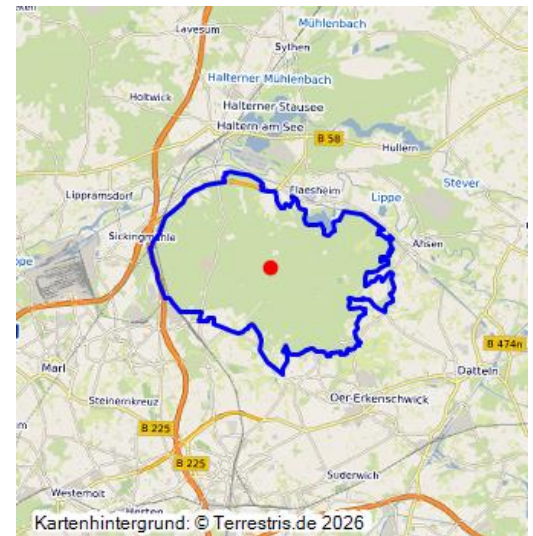 Lavesum
Mühlenbach
Sythen
Halterner Mühlenbach
Holtwick
Halterner Stausee
Haltern am See
B 58
Hullern
Stever
Flaesheim
Lippe
Lippramsdorf
Sickingmühle
Ahsen
ppe
B 474n
Marl
Datteln
Steinernkreuz
Oer-Erkenschwick
B 225
B 225
Suderwich
Westerholt
Herten
Kartenhintergrund: © Terrestris.de 2026